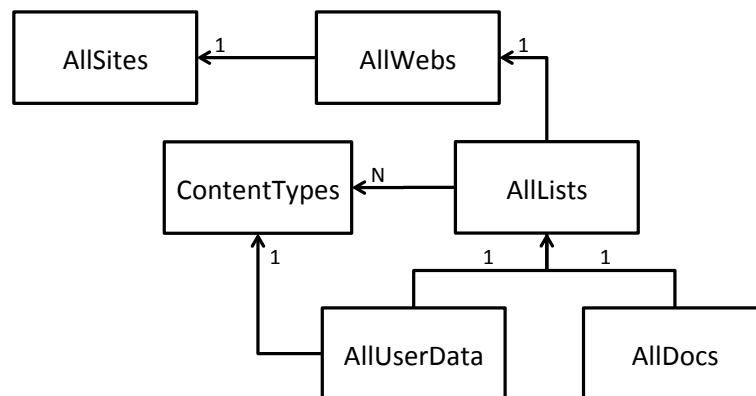 AllSites
1
AllWebs
1
ContentTypes
N
AllLists
1
1
1
AllUserData
AllDocs